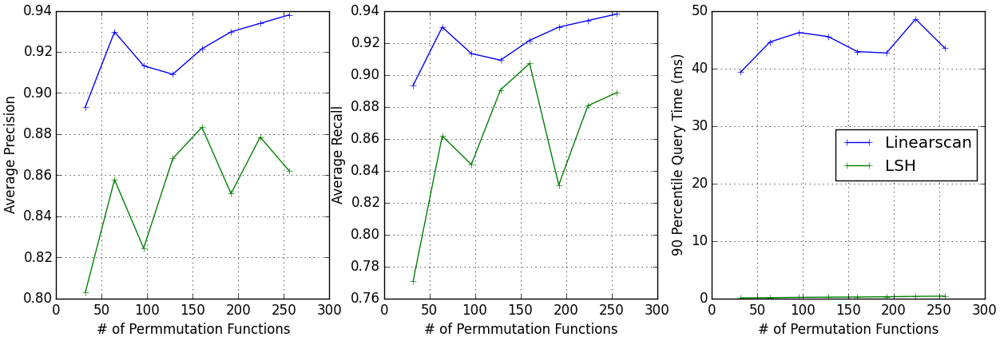 Average Precision
0.94
0.92
0.90
0.88
0.86
0.84
0.82
0.80
0 50 100 150 200 250 300
# of Permmutation Functions
Average Recall
0.94
0.92
0.90
0.88
0.86
0.84
0.82
0.80
0.78
0.76
0 50 100 150 200 250 300
# of Permmutation Functions
90 Percentile Query Time (ms)
50
40
30
20
10
0
0 50 100 150 200 250 300
# of Permutation Functions
Linearscan
LSH